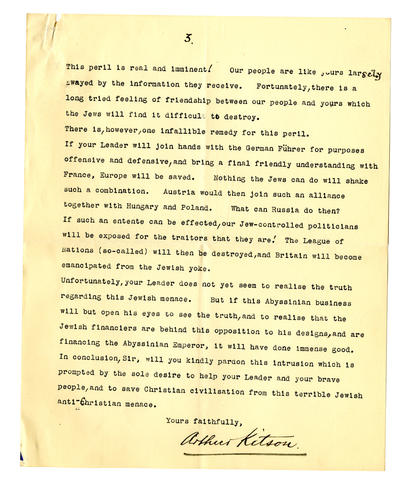 3.
This peril is real and imminent! Our people are like yours largely
swayed by the information they receive. Fortunately,there is a
long tried feeling of friendship between our people and yours which
the Jews will find it difficult to destroy.
There is,however,one infallible remedy for this peril.
If your Leader will join hands with the German Führer for purposes
offensive and defensive,and bring a final friendly understanding with
France, Europe will be saved. Nothing the Jews can do will shake
such a combination. Austria would then join such an alliance
together with Hungary and Poland. What can Russia do then?
If such an entente can be effected,our Jew-controlled politicians
will be exposed for the traitors that they are! The League of
Nations (so-called) will then be destroyed,and Britain will become
emancipated from the Jewish yoke.
Unfortunately,your Leader does not yet seem to realise the truth
regarding this Jewish menace. But if this Abyssinian business
will but open his eyes to see the truth,and to realise that the
Jewish financiers are behind this opposition to his designs,and are
financing the Abyssinian Emperor, it will have done immense good.
In conclusion,Sir, will you kindly pardon this intrusion which is
prompted by the sole desire to help your Leader and your brave
people,and to save Christian civilisation from this terrible Jewish
anti-Christian menace.
Yours faithfully,
Arthur Kitson.